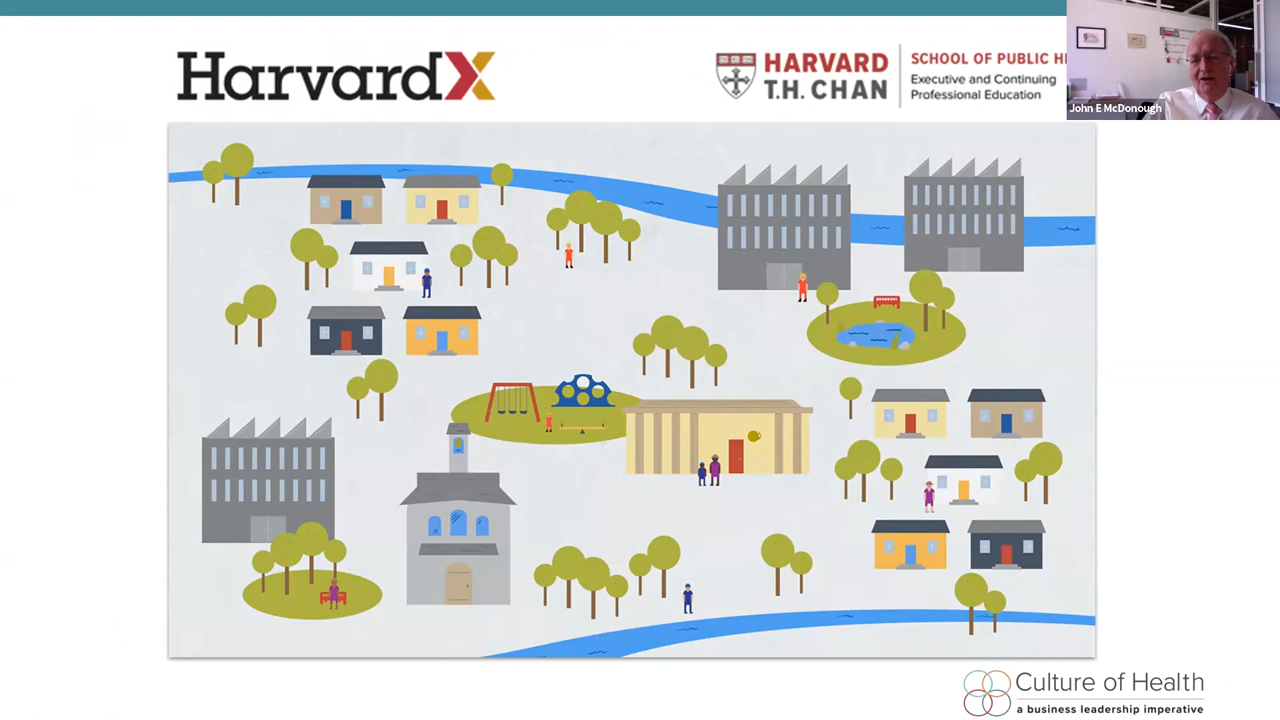 HarvardX
HARVARD
T.H. CHAN
SCHOOL OF PUBLIC
Executive and Continuing
Professional Education
John E McDonough
Culture of Health
a business leadership imperative